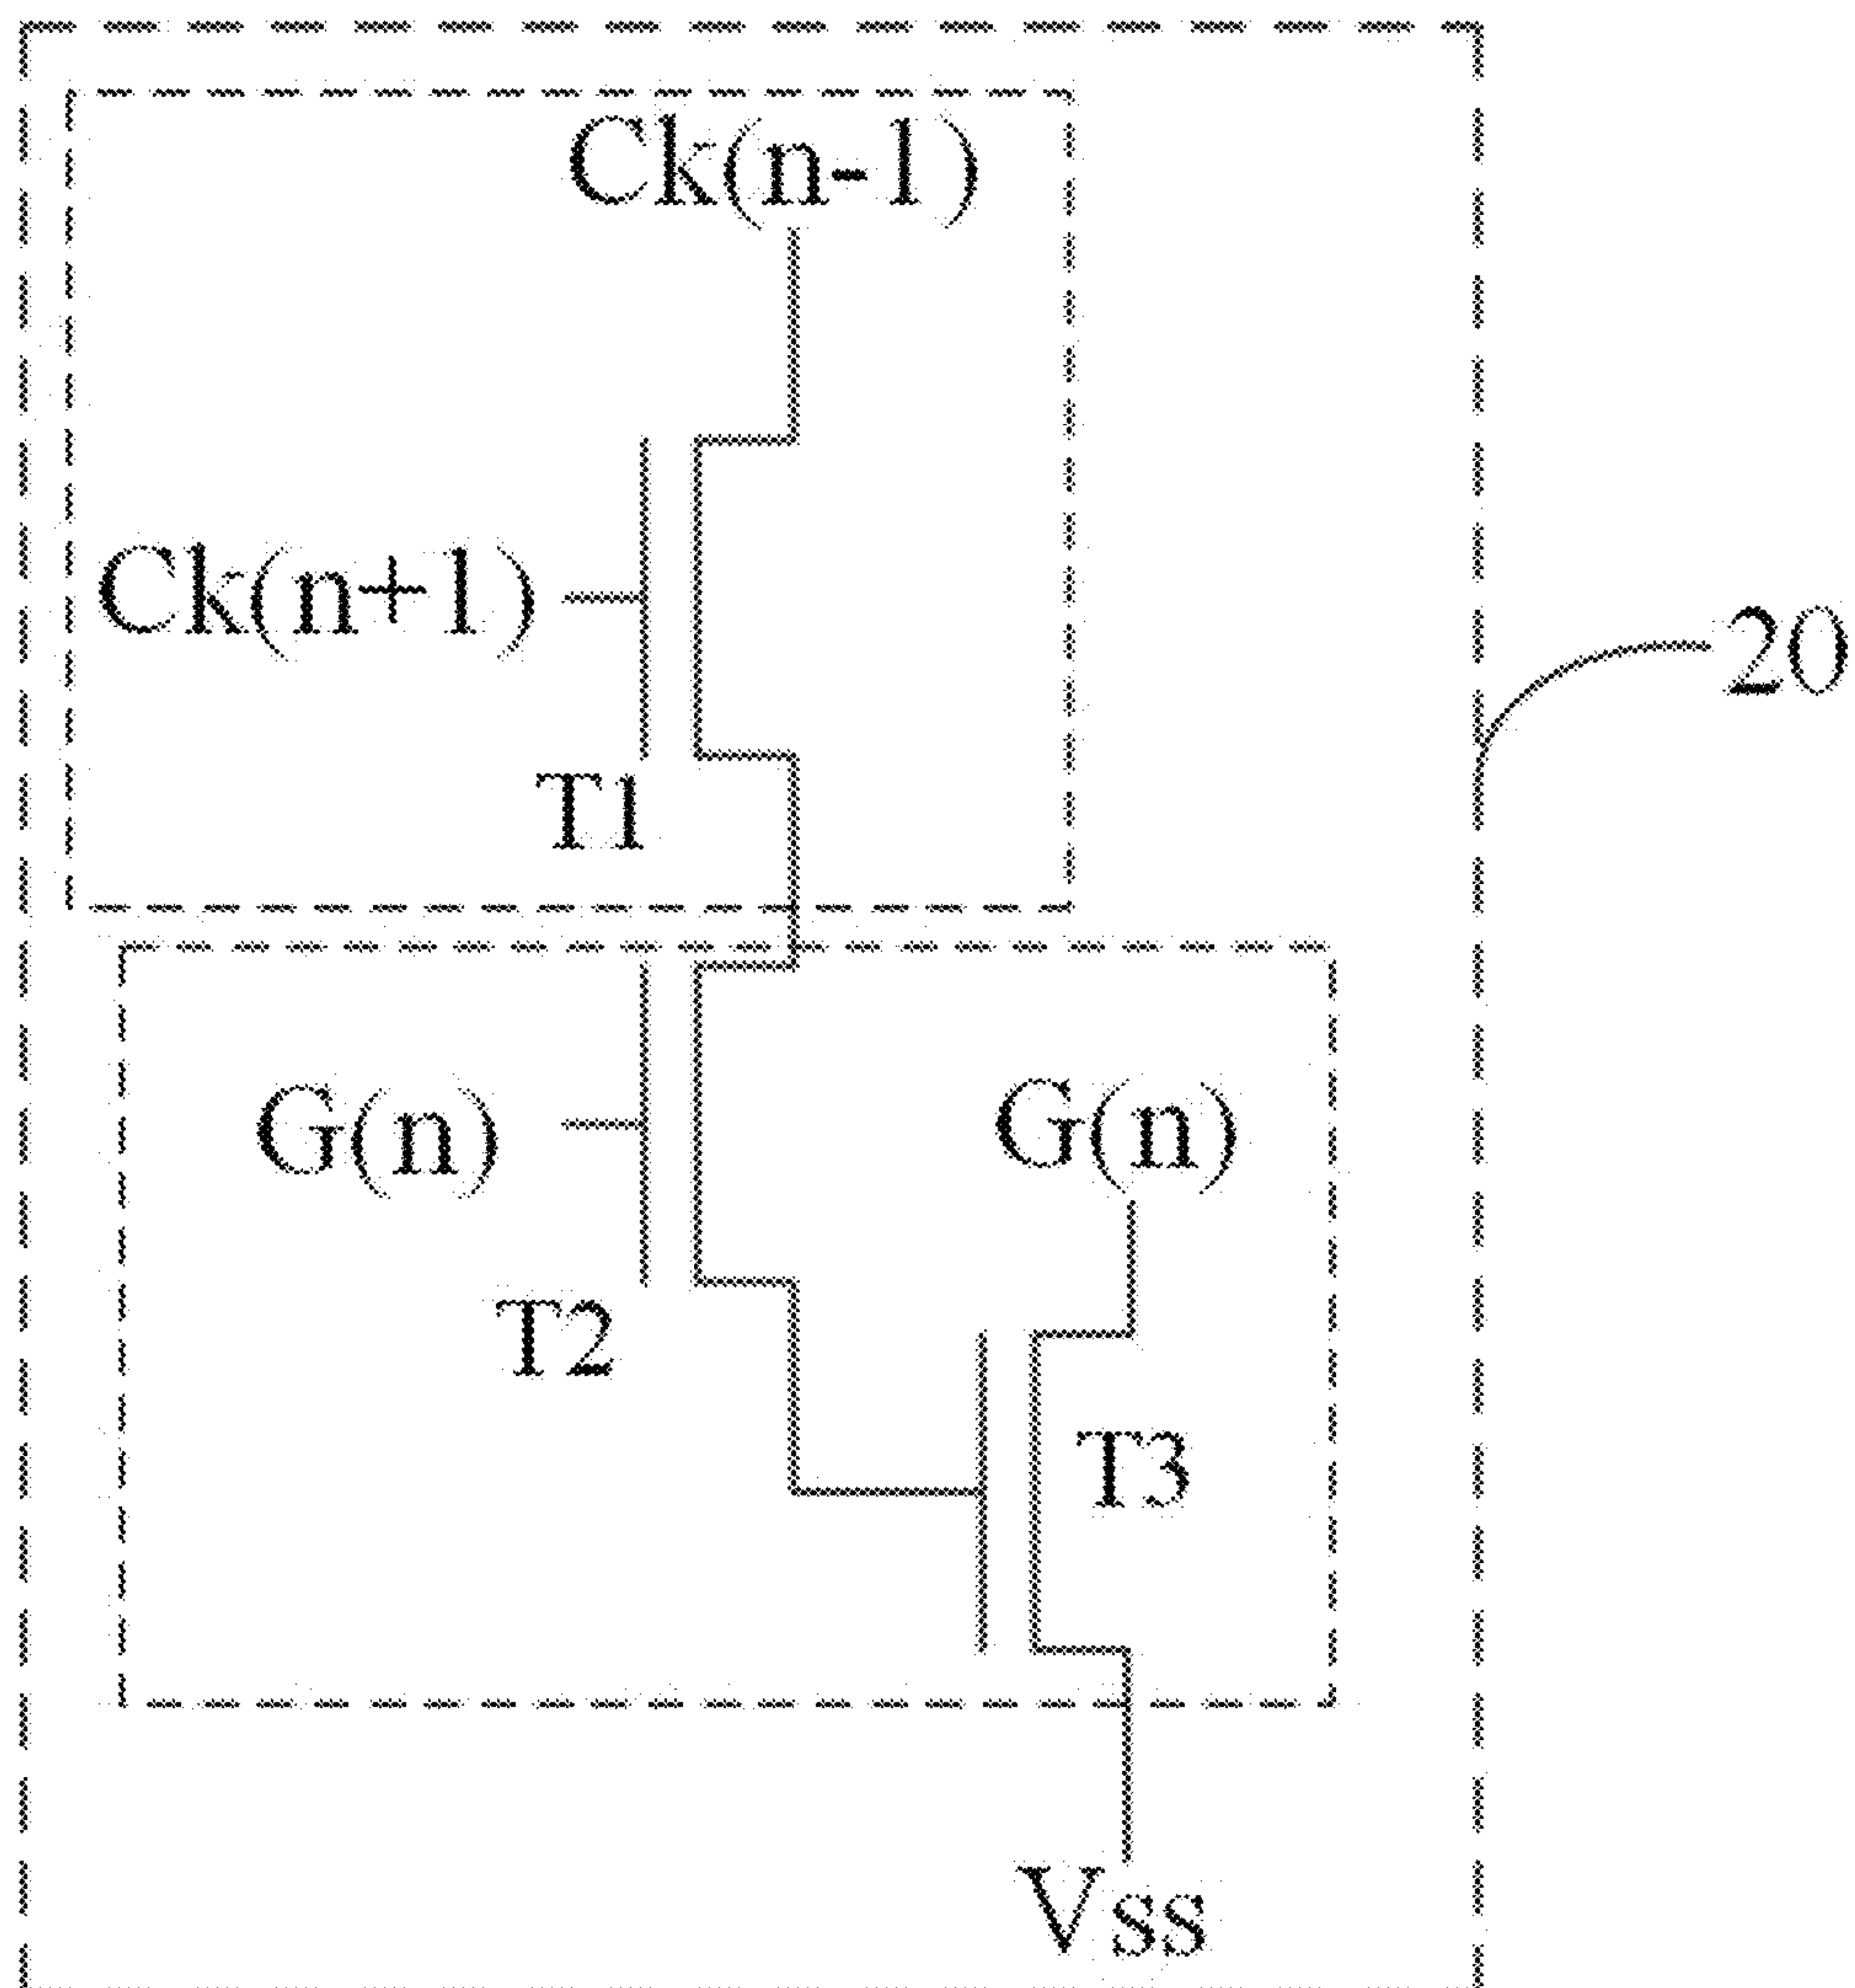 Ck(n-1)
Ck(n+1)
20
T1
G(n)
G(n)
T2
T3
Vss